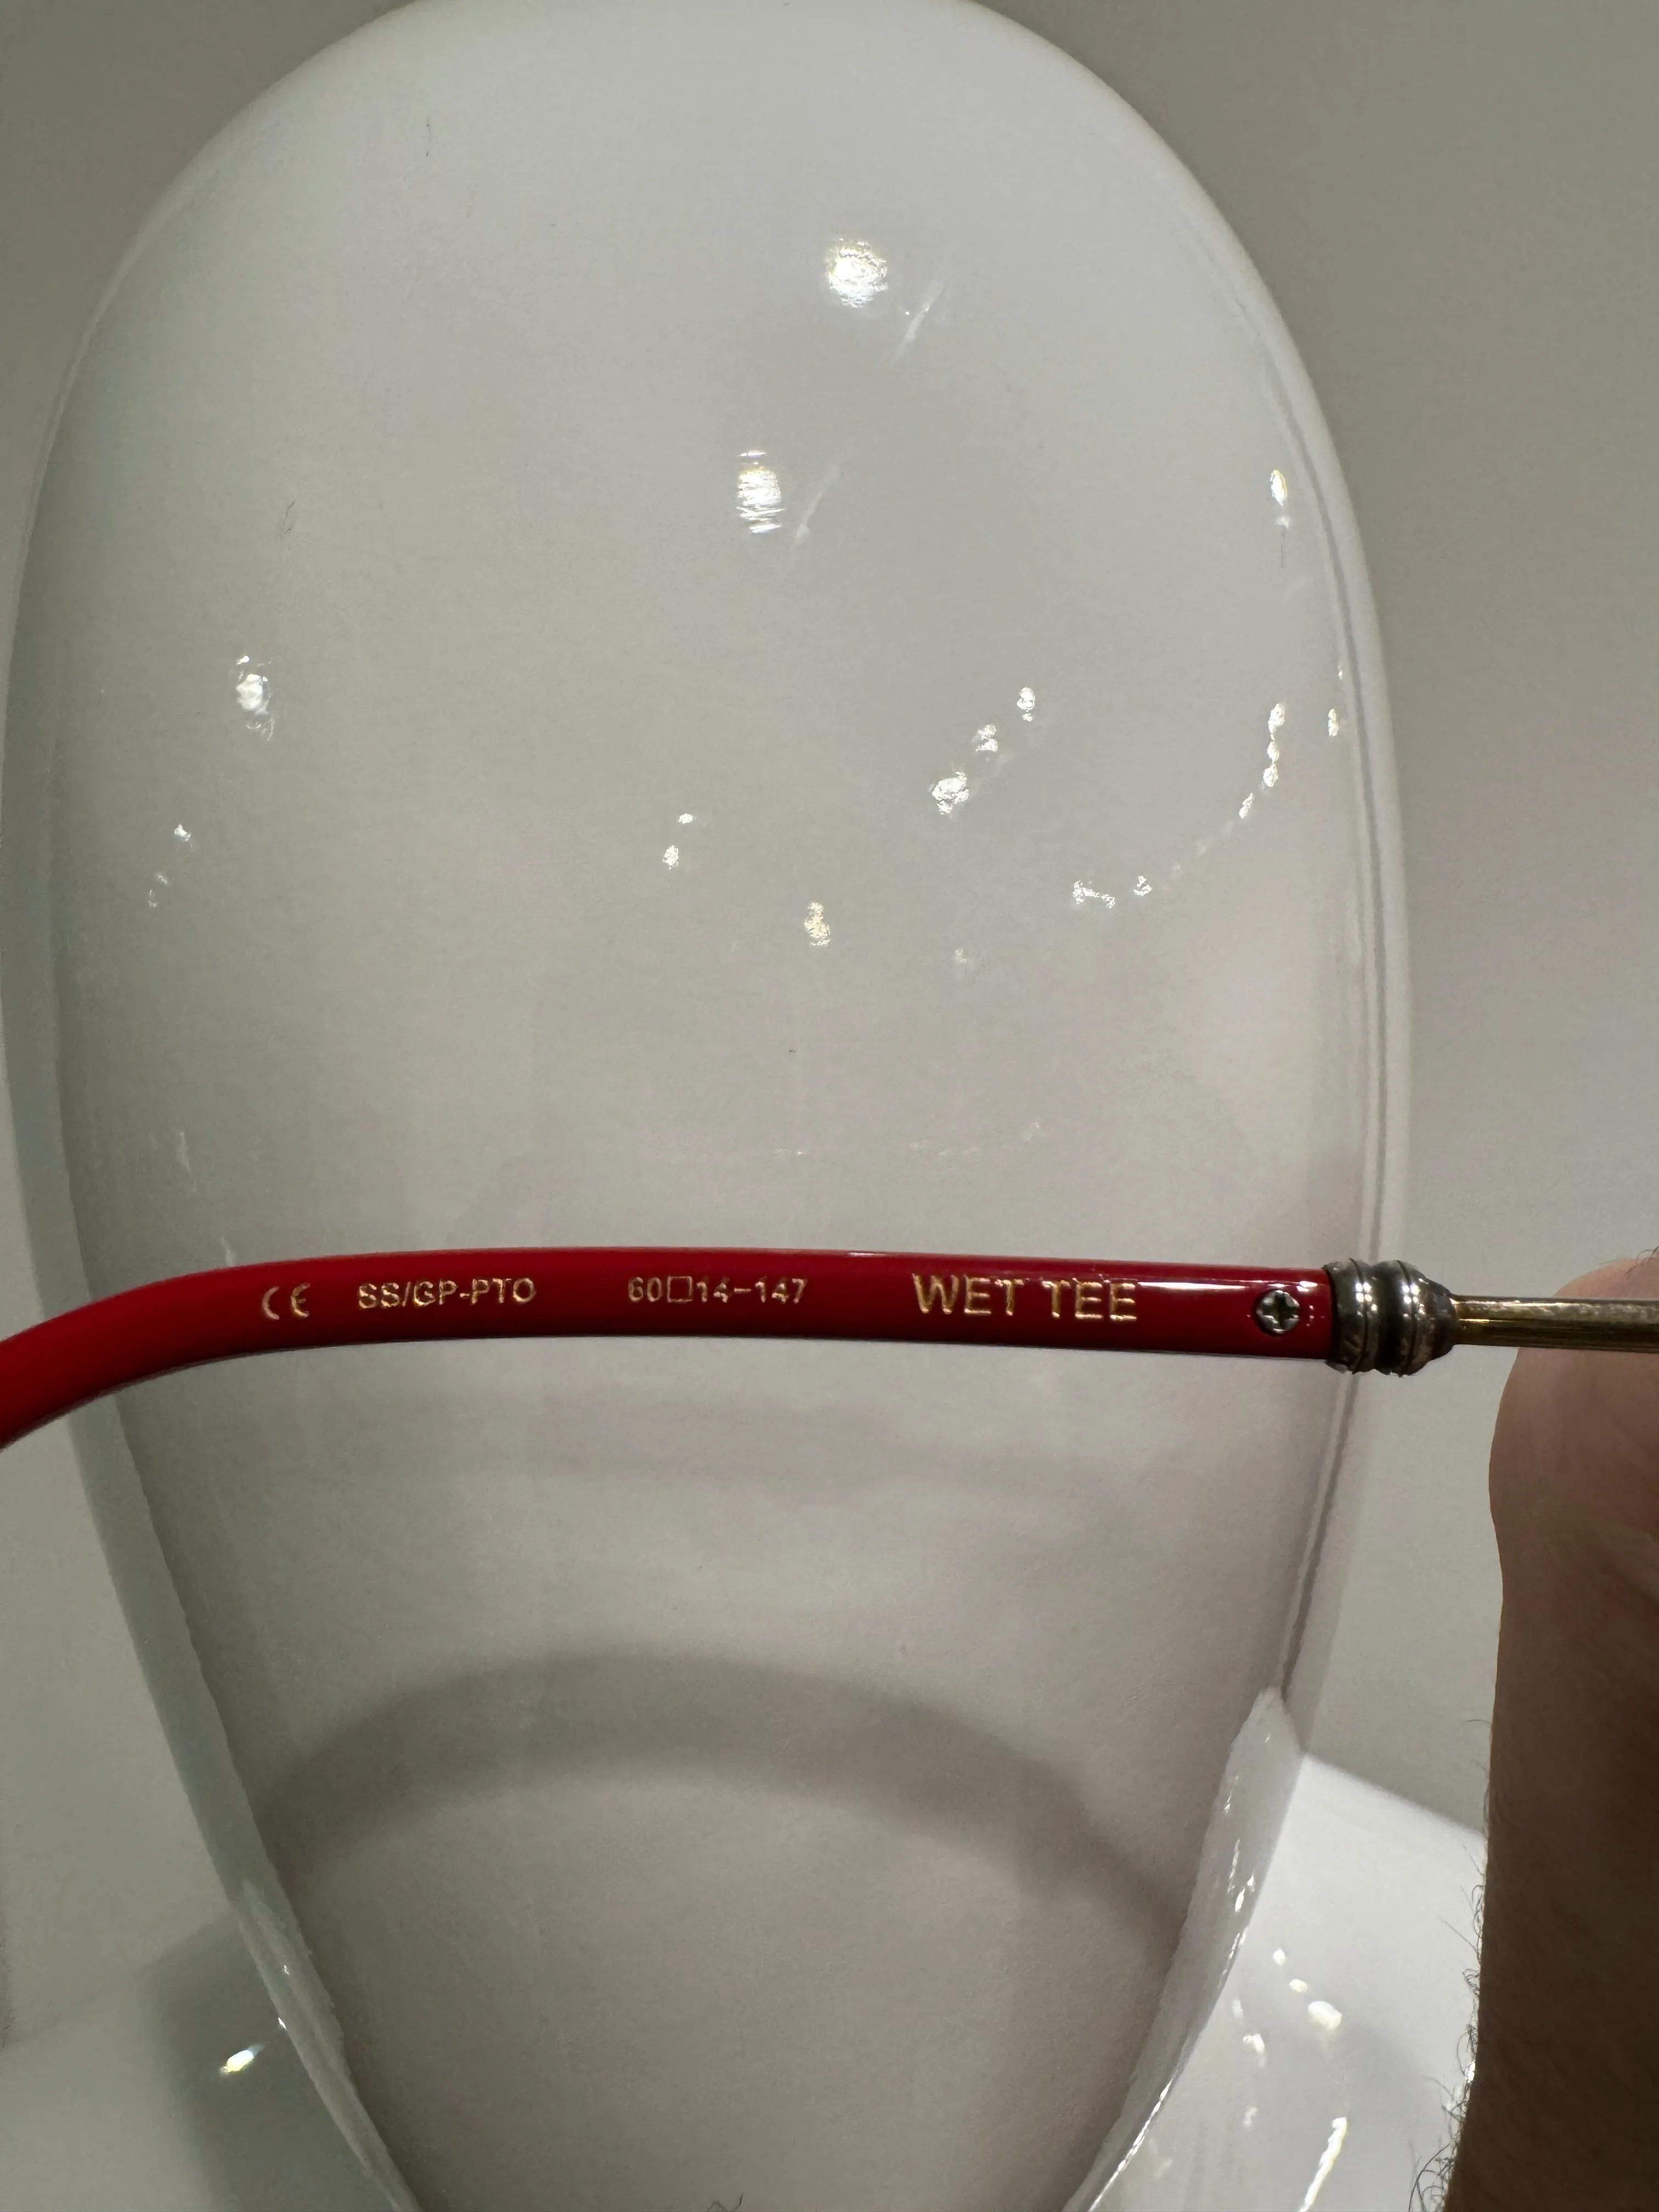 CE SS/GP-PTO 60□14-147 WET TEE